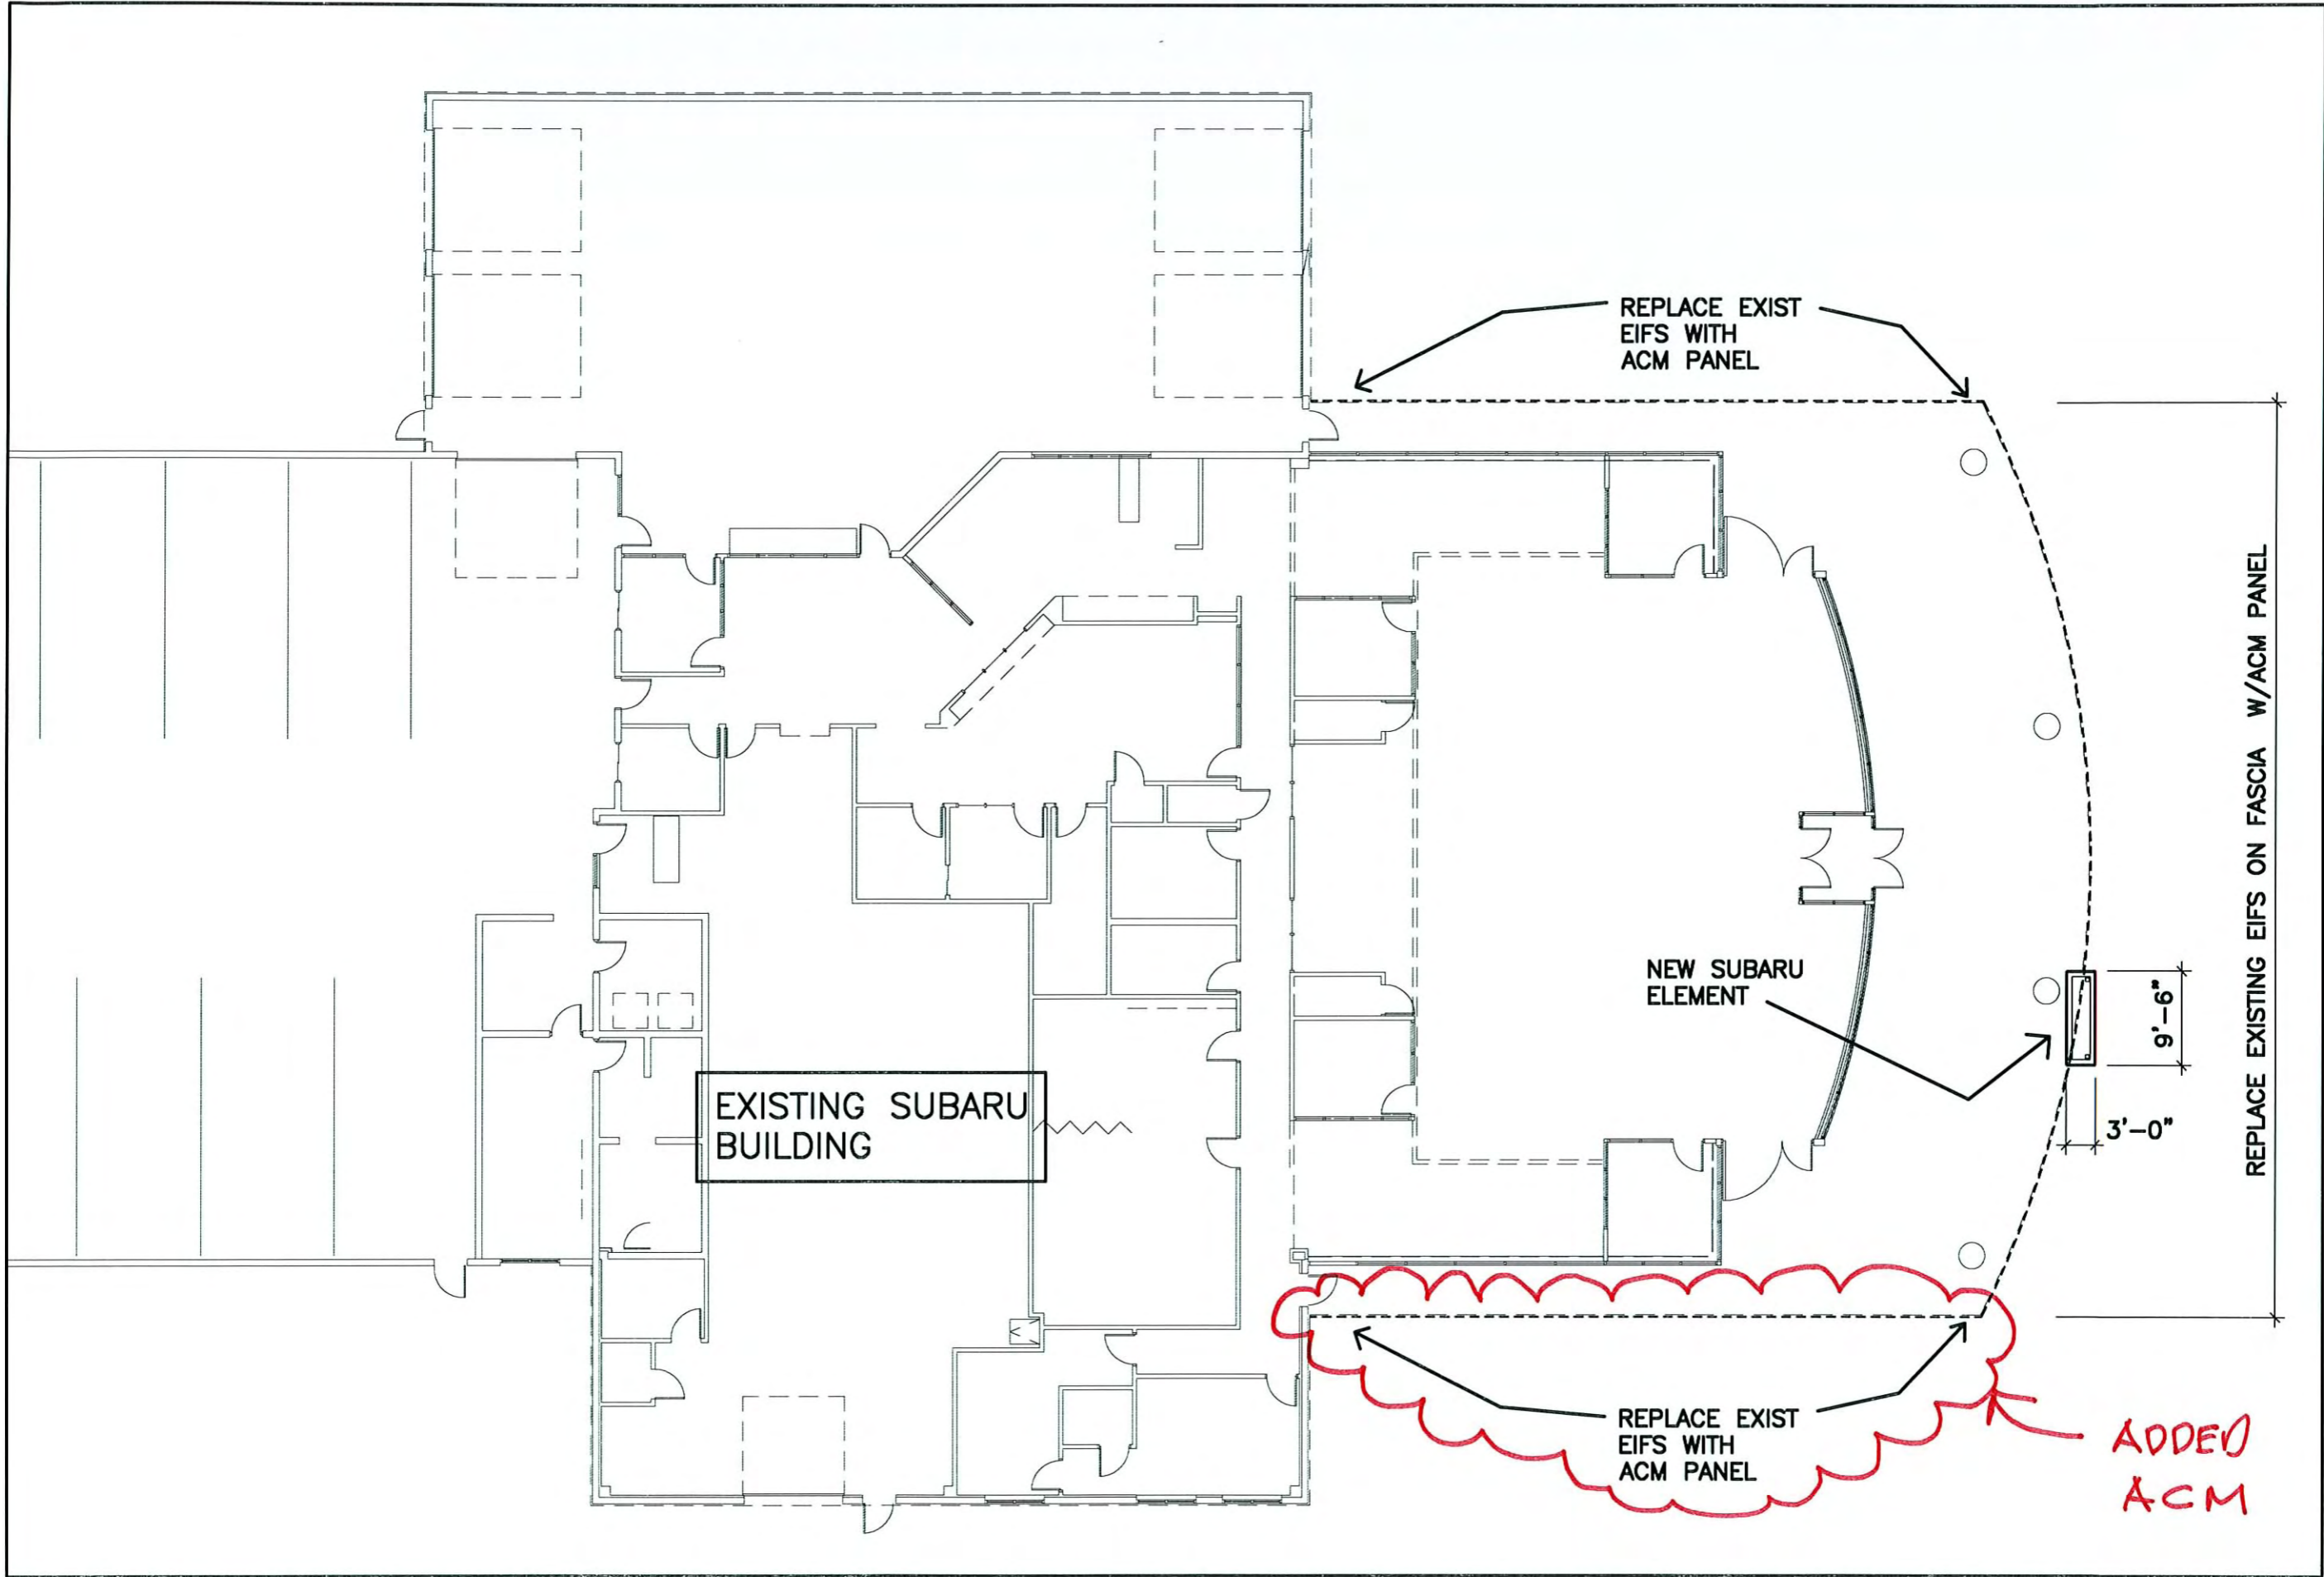 REPLACE EXIST
EIFS WITH
ACM PANEL
REPLACE EXISTING EIFS ON FASCIA W/ACM PANEL
NEW SUBARU
ELEMENT
9'-6"
3'-0"
EXISTING SUBARU
BUILDING
REPLACE EXIST
EIFS WITH
ACM PANEL
ADDED
ACM